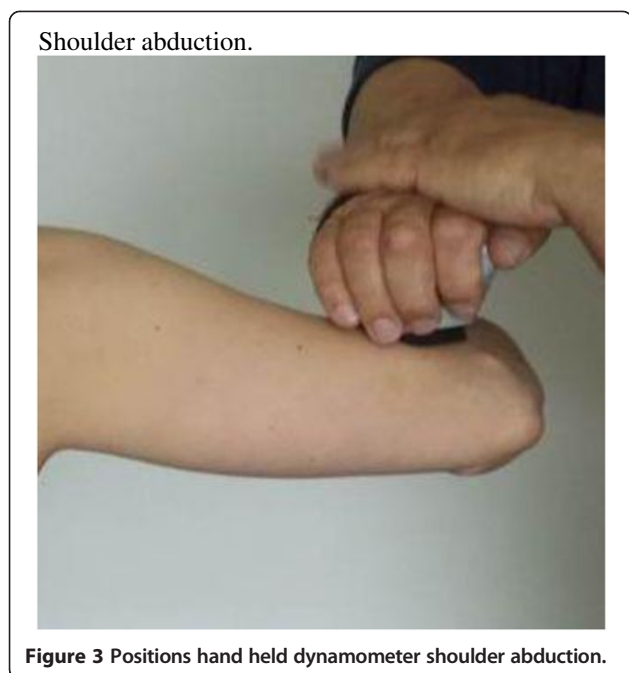 Shoulder abduction.
Figure 3 Positions hand held dynamometer shoulder abduction.